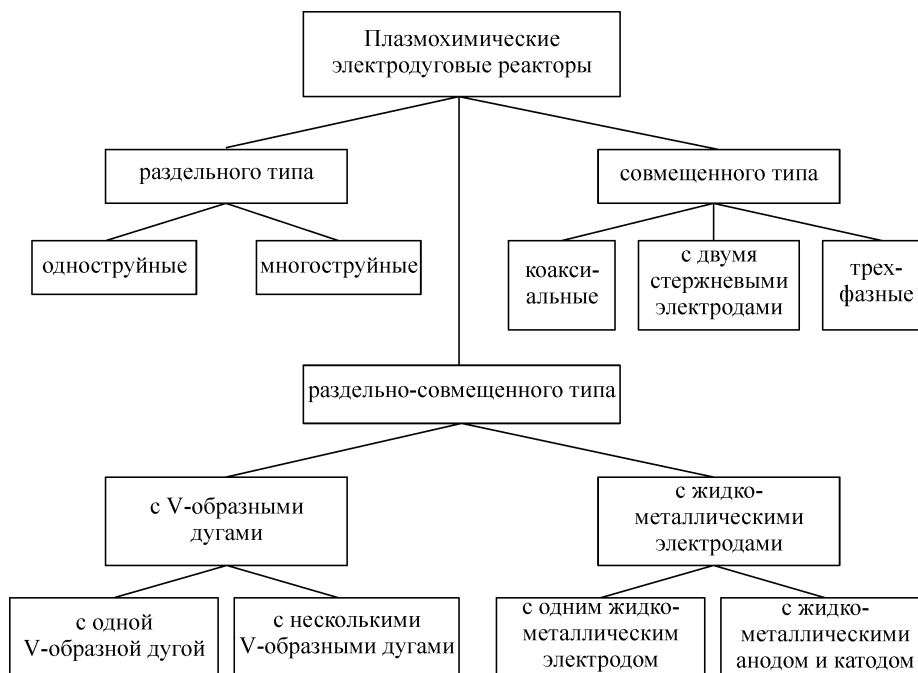 Плазмохимические
электродуговые реакторы
раздельного типа
совмещенного типа
одноструйные
многоструйные
коакси-
альные
с двумя
стержневыми
электродами
трех-
фазные
раздельно-совмещенного типа
с V-образными
дугами
с жидко-
металлическими
электродами
с одной
V-образной дугой
с несколькими
V-образными дугами
с одним жидко-
металлическим
электродом
с жидко-
металлическими
анодом и катодом